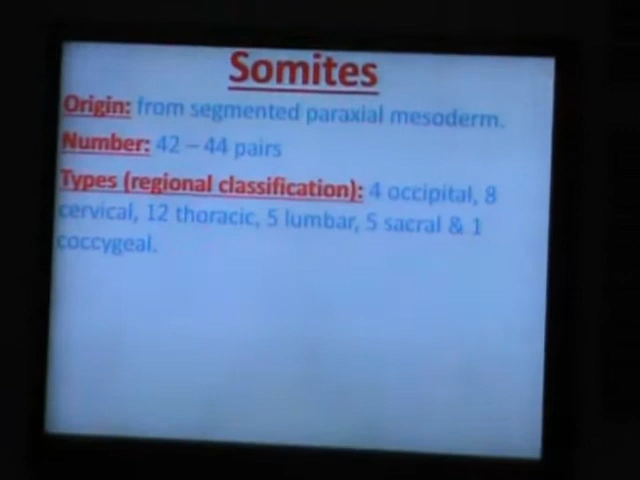 Somites
Origin: from segmented paraxial mesoderm.
Number: 42 – 44 pairs
Types (regional classification): 4 occipital, 8
cervical, 12 thoracic, 5 lumbar, 5 sacral & 1
coccygeal.